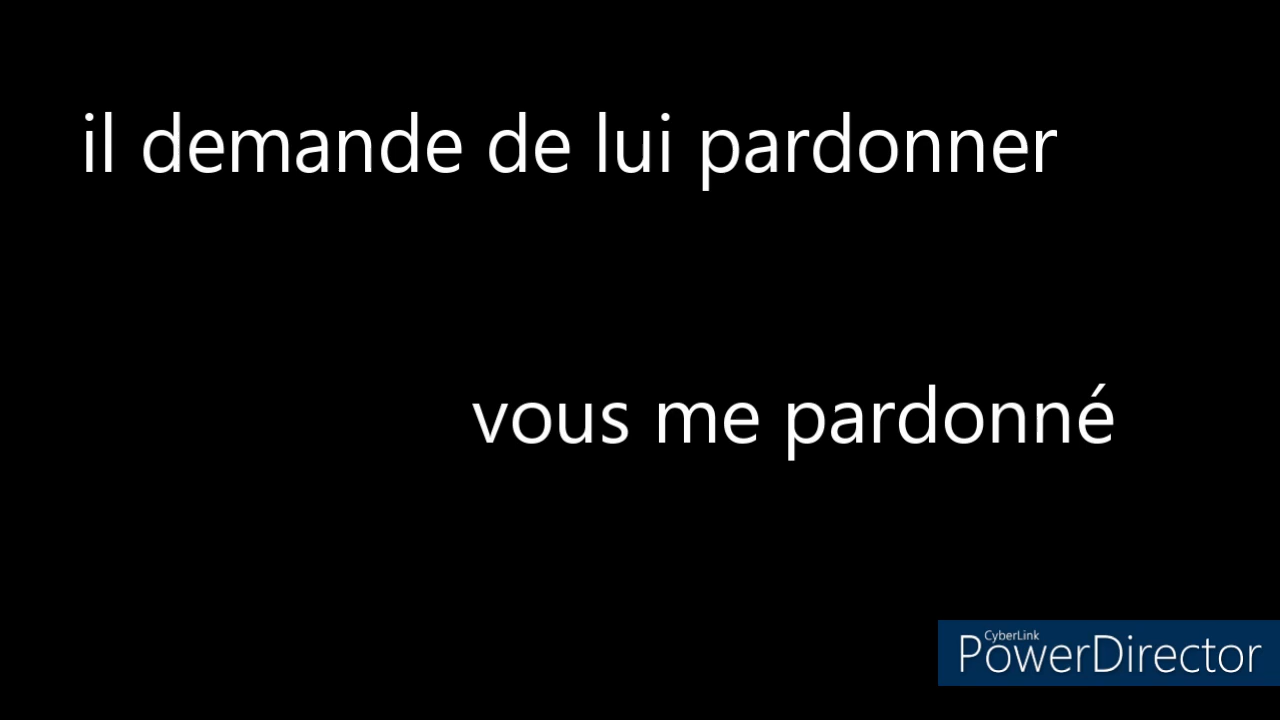 il demande de lui pardonner
vous me pardonné
CyberLink
PowerDirector